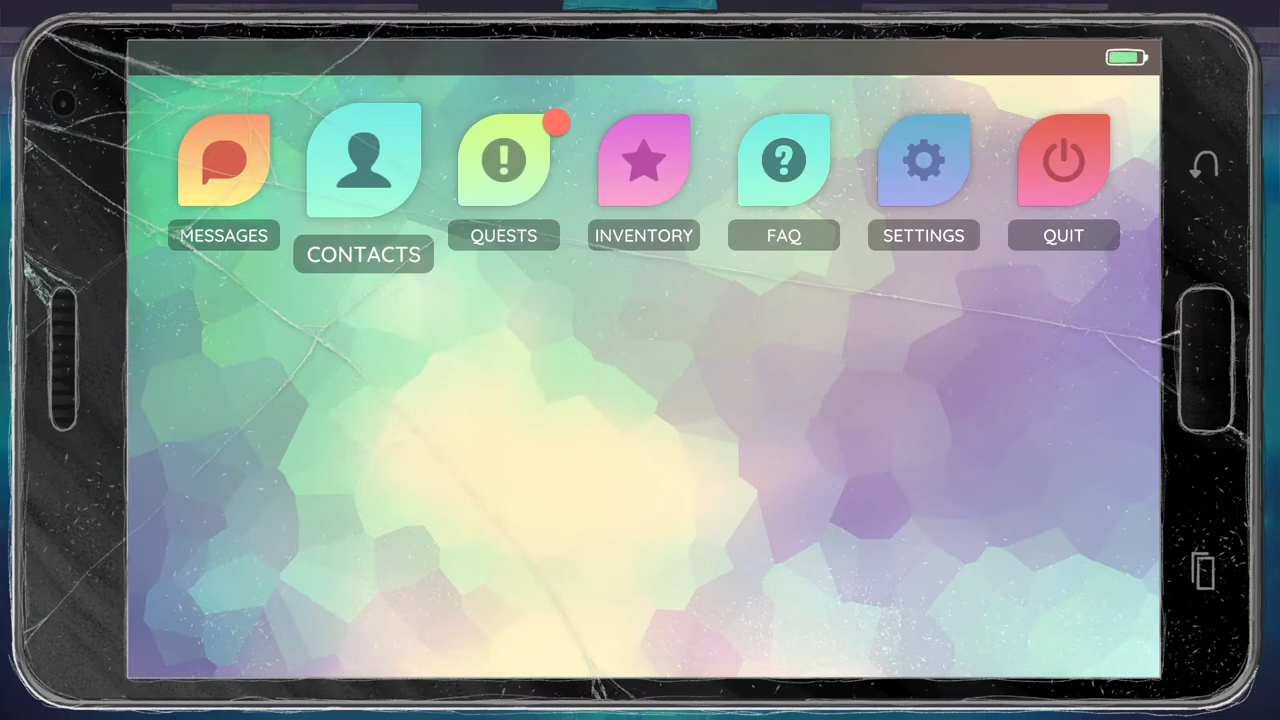 MESSAGES
CONTACTS
QUESTS
INVENTORY
FAQ
SETTINGS
QUIT